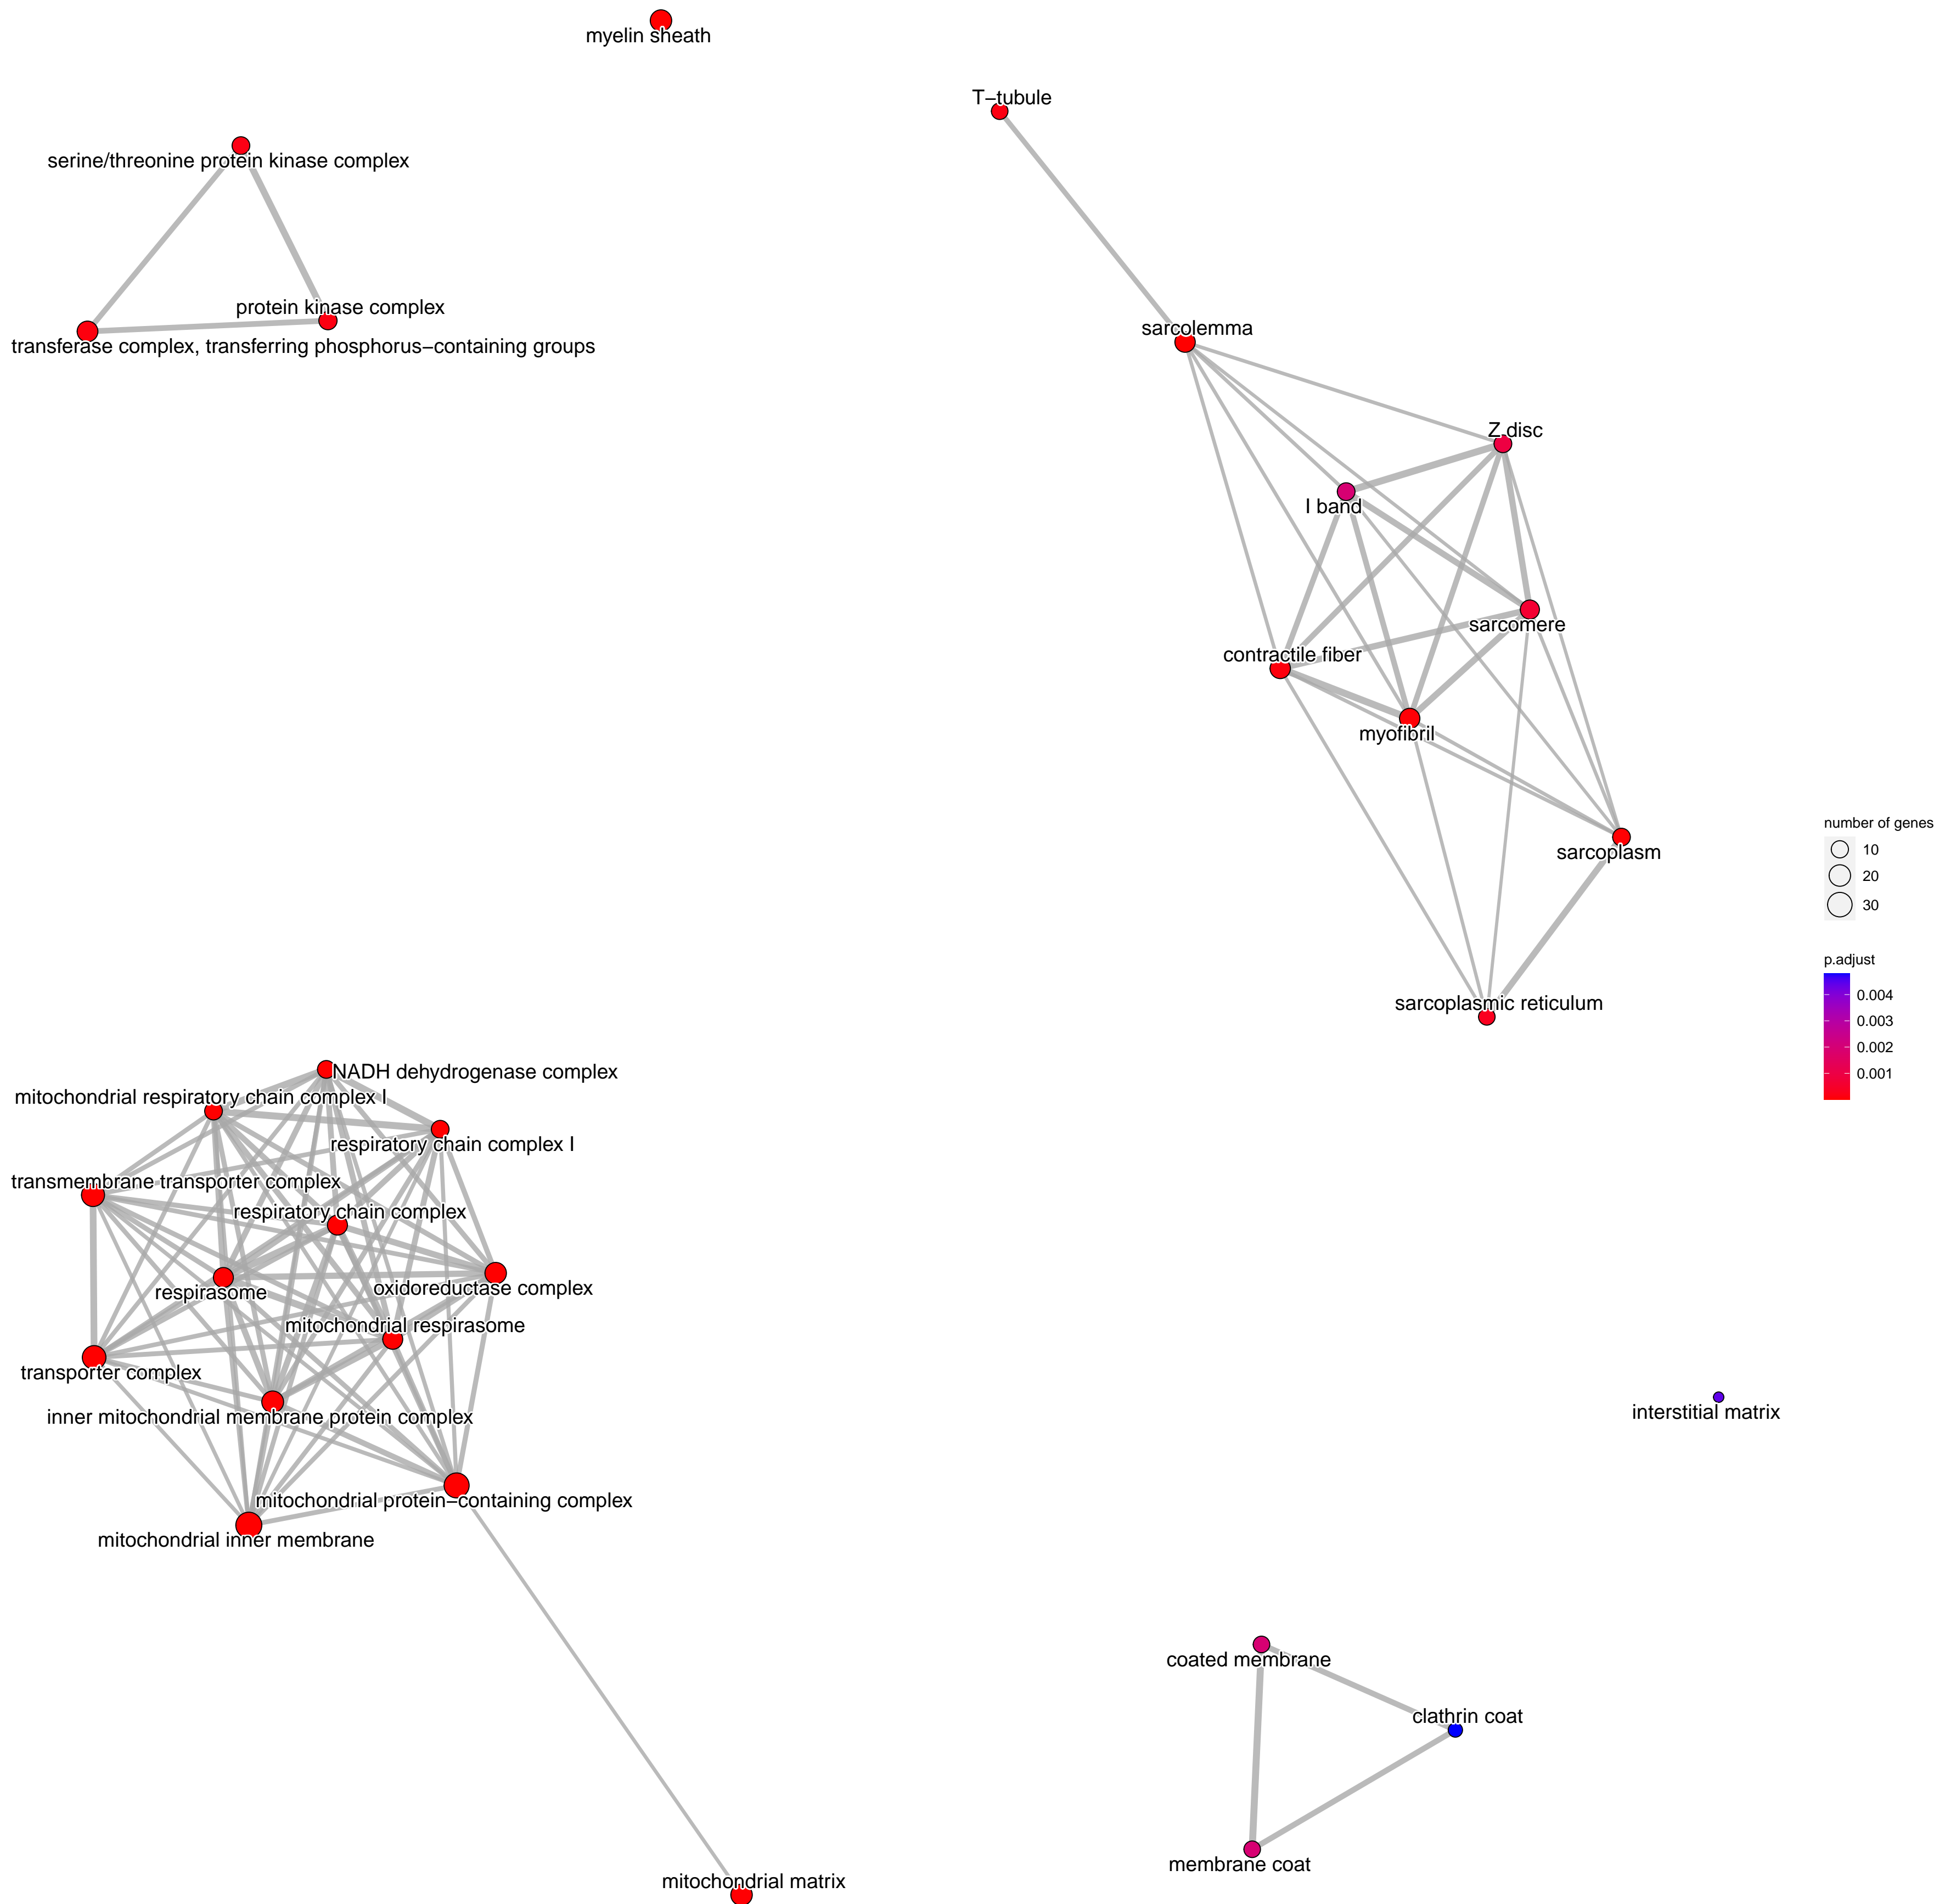 myelin sheath
T−tubule
serine/threonine protein kinase complex
protein kinase complex
transferase complex, transferring phosphorus−containing groups
sarcolemma
Z disc
I band
sarcomere
contractile fiber
myofibril
sarcoplasm
sarcoplasmic reticulum
number of genes
10
20
30
p.adjust
0.004
0.003
0.002
0.001
NADH dehydrogenase complex
mitochondrial respiratory chain complex I
respiratory chain complex I
transmembrane transporter complex
respiratory chain complex
respirasome
oxidoreductase complex
mitochondrial respirasome
transporter complex
inner mitochondrial membrane protein complex
mitochondrial protein−containing complex
mitochondrial inner membrane
interstitial matrix
coated membrane
clathrin coat
membrane coat
mitochondrial matrix